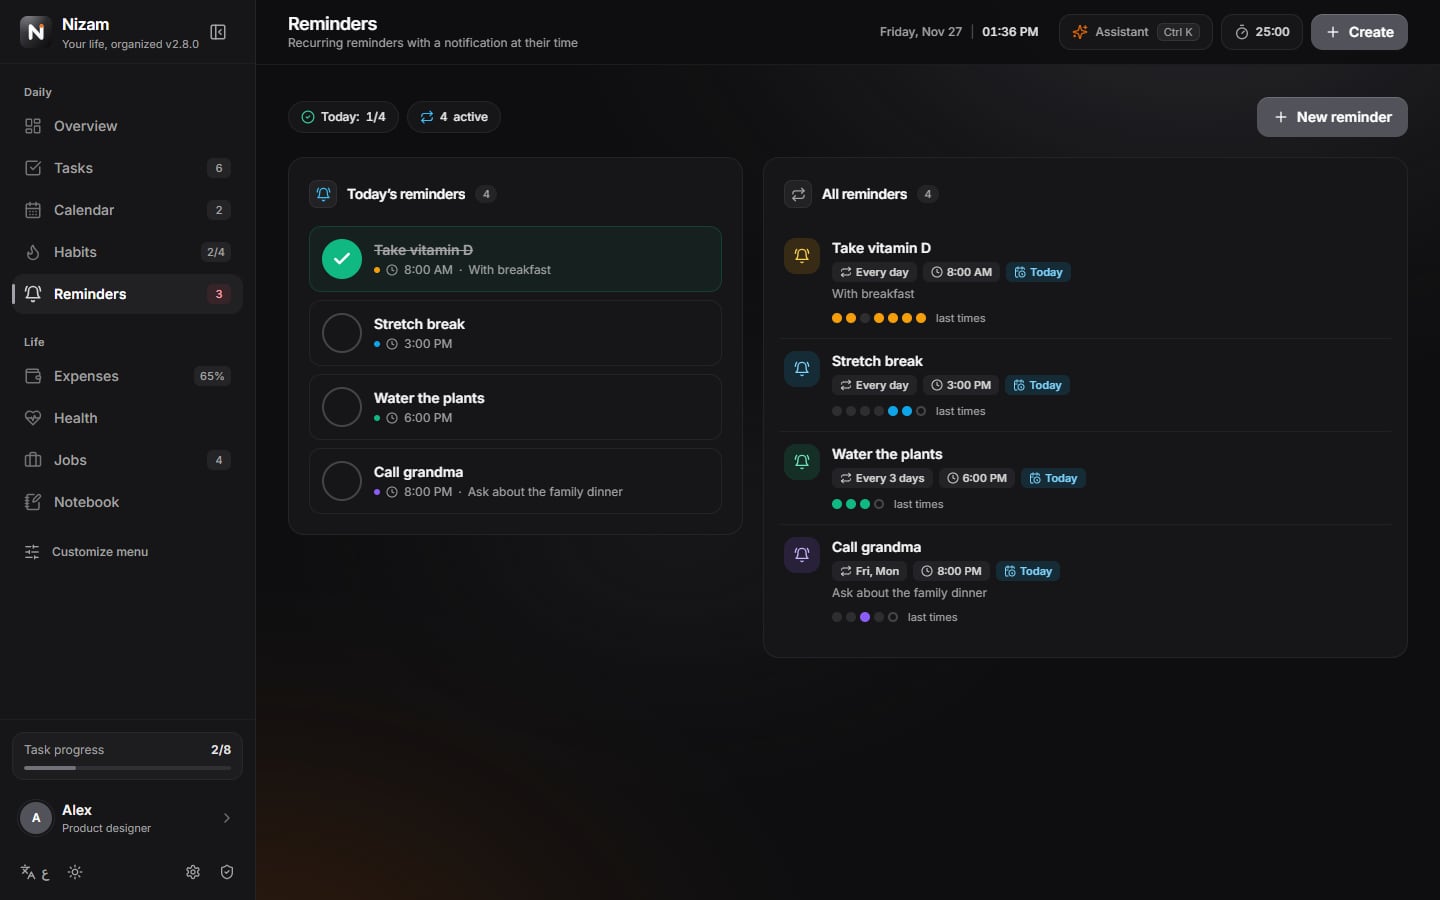 Nizam
Your life, organized v2.8.0
Daily
Overview
Tasks 6
Calendar 2
Habits 2/4
Reminders 3
Life
Expenses 65%
Health
Jobs 4
Notebook
Customize menu
Task progress 2/8
A
Alex
Product designer
ع
Reminders
Recurring reminders with a notification at their time
Friday, Nov 27 01:36 PM
Assistant Ctrl K
25:00
Create
Today: 1/4
4 active
New reminder
Today's reminders 4
Take vitamin D
8:00 AM · With breakfast
Stretch break
3:00 PM
Water the plants
6:00 PM
Call grandma
8:00 PM · Ask about the family dinner
All reminders 4
Take vitamin D
Every day 8:00 AM Today
With breakfast
last times
Stretch break
Every day 3:00 PM Today
last times
Water the plants
Every 3 days 6:00 PM Today
last times
Call grandma
Fri, Mon 8:00 PM Today
Ask about the family dinner
last times